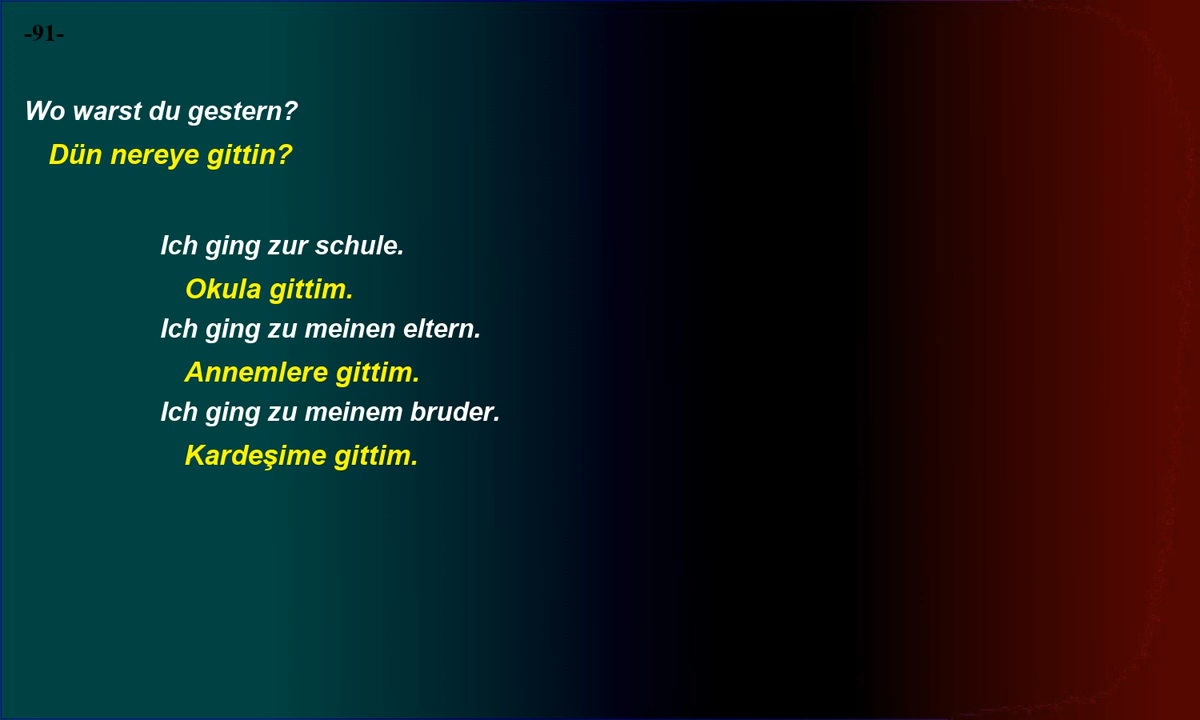 -91-
Wo warst du gestern?
Dün nereye gittin?
Ich ging zur schule.
Okula gittim.
Ich ging zu meinen eltern.
Annemlere gittim.
Ich ging zu meinem bruder.
Kardeşime gittim.